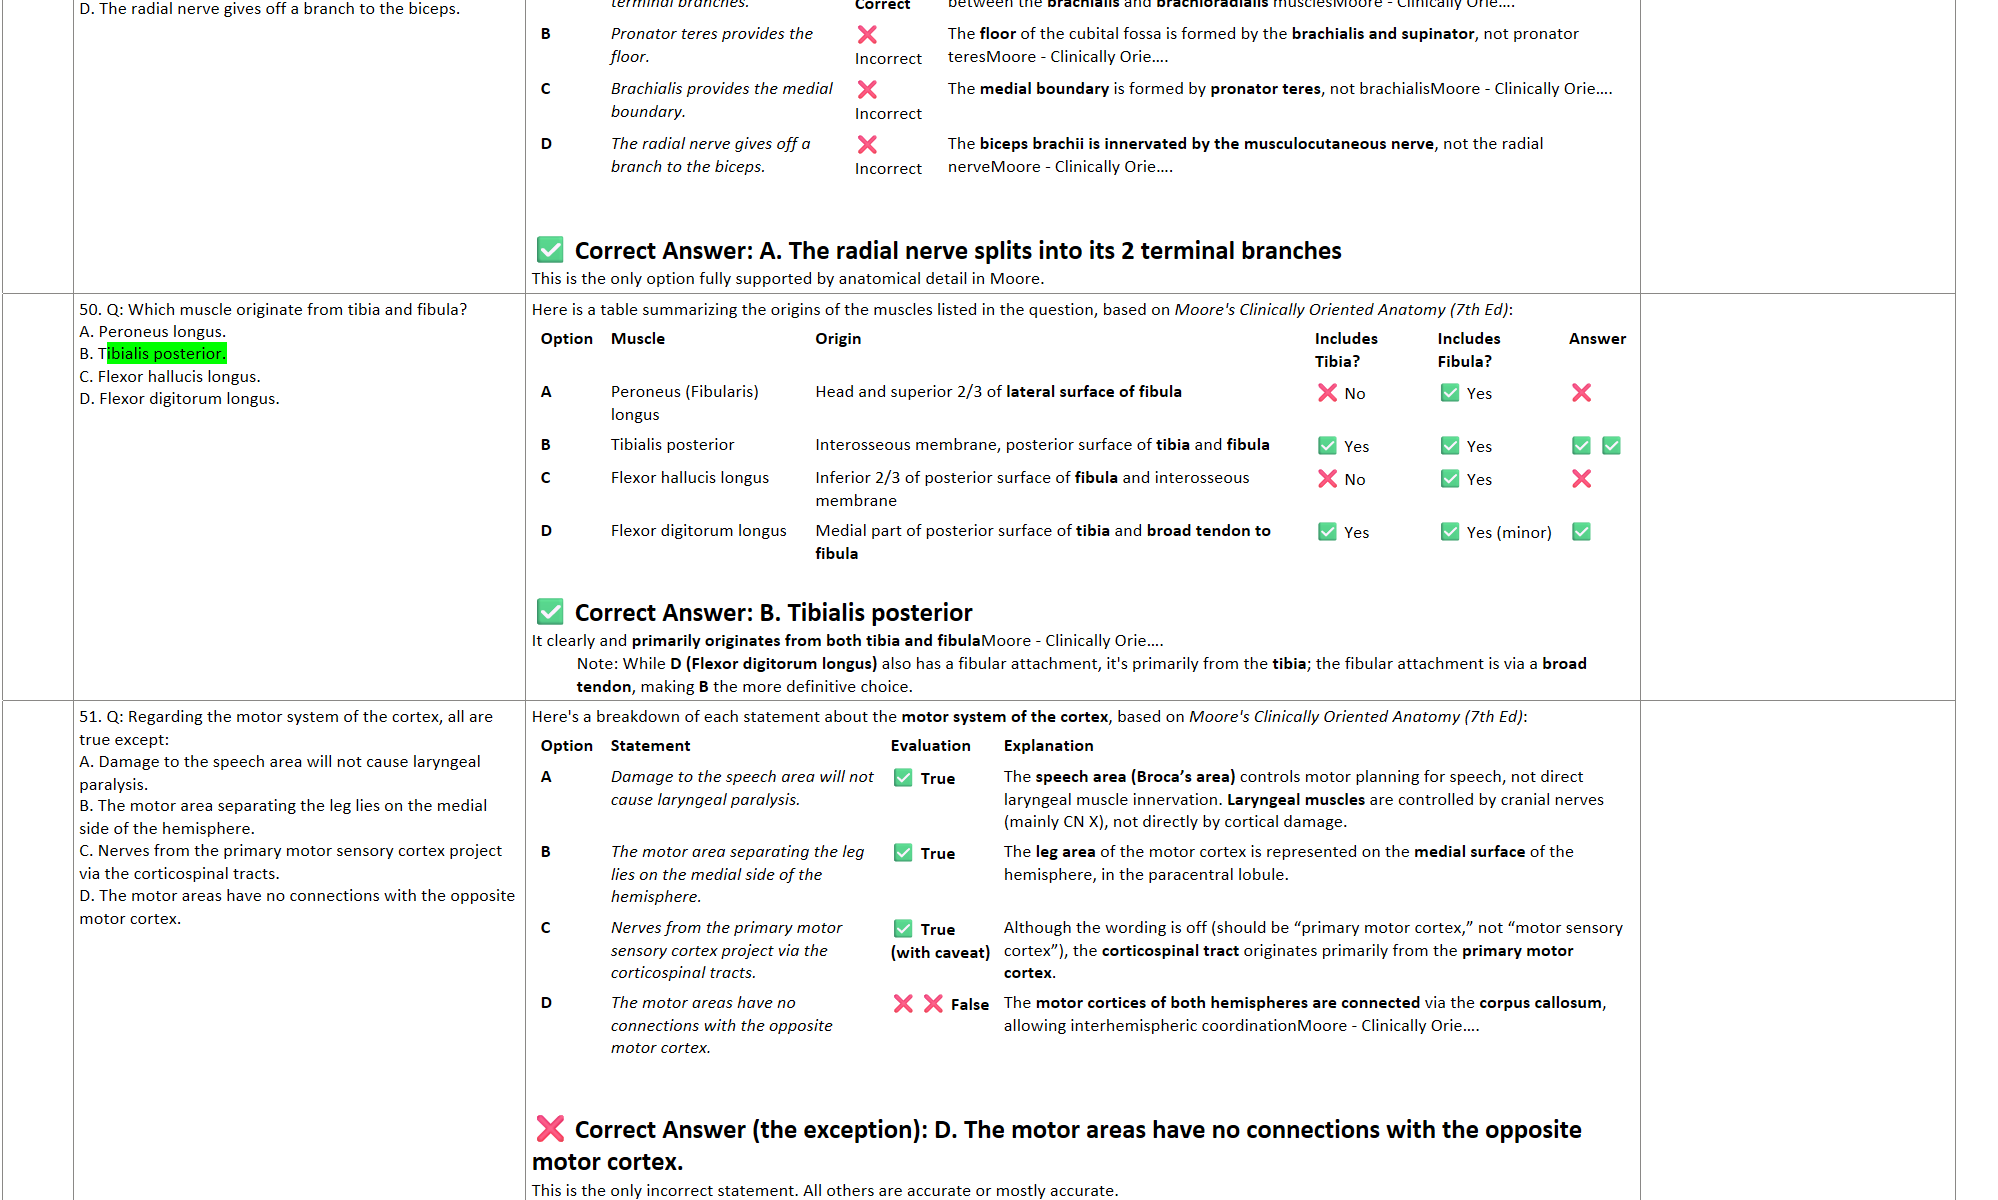 D. The radial nerve gives off a branch to the biceps.
terminal branches.
Correct
between the brachialis and brachioradialis musclesMoore - Clinically Orie….
B
Pronator teres provides the
floor.
❌
Incorrect
The floor of the cubital fossa is formed by the brachialis and supinator, not pronator
teresMoore - Clinically Orie….
C
Brachialis provides the medial
boundary.
❌
Incorrect
The medial boundary is formed by pronator teres, not brachialisMoore - Clinically Orie….
D
The radial nerve gives off a
branch to the biceps.
❌
Incorrect
The biceps brachii is innervated by the musculocutaneous nerve, not the radial
nerveMoore - Clinically Orie….
✅ Correct Answer: A. The radial nerve splits into its 2 terminal branches
This is the only option fully supported by anatomical detail in Moore.
50. Q: Which muscle originate from tibia and fibula?
A. Peroneus longus.
B. Tibialis posterior.
C. Flexor hallucis longus.
D. Flexor digitorum longus.
Here is a table summarizing the origins of the muscles listed in the question, based on Moore's Clinically Oriented Anatomy (7th Ed):
Option Muscle Origin Includes Tibia? Includes Fibula? Answer
A
Peroneus (Fibularis)
longus
Head and superior 2/3 of lateral surface of fibula
❌ No
✅ Yes
❌
B
Tibialis posterior
Interosseous membrane, posterior surface of tibia and fibula
✅ Yes
✅ Yes
✅ ✅
C
Flexor hallucis longus
Inferior 2/3 of posterior surface of fibula and interosseous
membrane
❌ No
✅ Yes
❌
D
Flexor digitorum longus
Medial part of posterior surface of tibia and broad tendon to
fibula
✅ Yes
✅ Yes (minor)
✅
✅ Correct Answer: B. Tibialis posterior
It clearly and primarily originates from both tibia and fibulaMoore - Clinically Orie….
Note: While D (Flexor digitorum longus) also has a fibular attachment, it's primarily from the tibia; the fibular attachment is via a broad
tendon, making B the more definitive choice.
51. Q: Regarding the motor system of the cortex, all are
true except:
A. Damage to the speech area will not cause laryngeal
paralysis.
B. The motor area separating the leg lies on the medial
side of the hemisphere.
C. Nerves from the primary motor sensory cortex project
via the corticospinal tracts.
D. The motor areas have no connections with the opposite
motor cortex.
Here's a breakdown of each statement about the motor system of the cortex, based on Moore's Clinically Oriented Anatomy (7th Ed):
Option Statement Evaluation Explanation
A
Damage to the speech area will not
cause laryngeal paralysis.
✅ True
The speech area (Broca’s area) controls motor planning for speech, not direct
laryngeal muscle innervation. Laryngeal muscles are controlled by cranial nerves
(mainly CN X), not directly by cortical damage.
B
The motor area separating the leg
lies on the medial side of the
hemisphere.
✅ True
The leg area of the motor cortex is represented on the medial surface of the
hemisphere, in the paracentral lobule.
C
Nerves from the primary motor
sensory cortex project via the
corticospinal tracts.
✅ True
(with caveat)
Although the wording is off (should be “primary motor cortex,” not “motor sensory
cortex”), the corticospinal tract originates primarily from the primary motor
cortex.
D
The motor areas have no
connections with the opposite
motor cortex.
❌ ❌ False
The motor cortices of both hemispheres are connected via the corpus callosum,
allowing interhemispheric coordinationMoore - Clinically Orie….
❌ Correct Answer (the exception): D. The motor areas have no connections with the opposite
motor cortex.
This is the only incorrect statement. All others are accurate or mostly accurate.